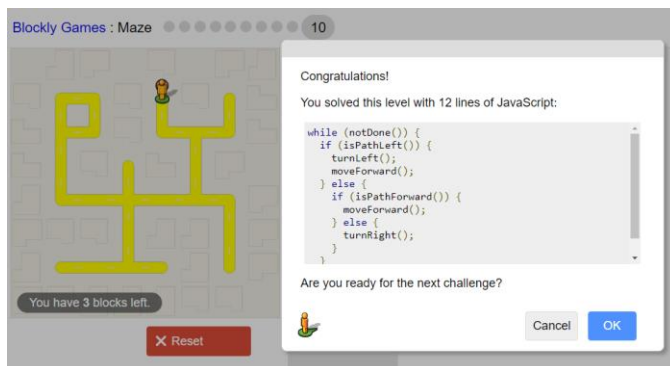 Blockly Games : Maze 10
Congratulations!
You solved this level with 12 lines of JavaScript:
while (notDone()) {
  if (isPathLeft()) {
    turnLeft();
    moveForward();
  } else {
    if (isPathForward()) {
      moveForward();
    } else {
      turnRight();
    }
  }
Are you ready for the next challenge?
You have 3 blocks left.
Cancel OK
X Reset